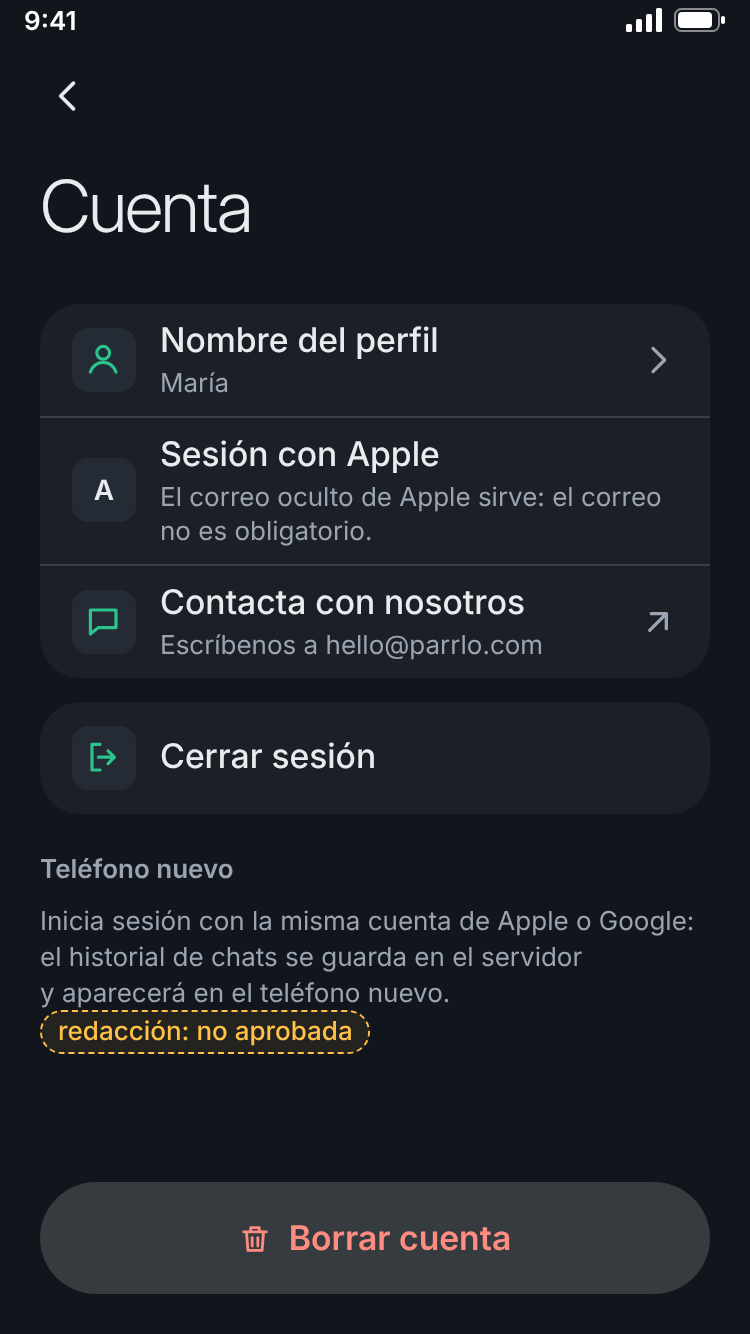 9:41
Cuenta
Nombre del perfil
María
A
Sesión con Apple
El correo oculto de Apple sirve: el correo
no es obligatorio.
Contacta con nosotros
Escríbenos a hello@parrlo.com
Cerrar sesión
Teléfono nuevo
Inicia sesión con la misma cuenta de Apple o Google:
el historial de chats se guarda en el servidor
y aparecerá en el teléfono nuevo.
redacción: no aprobada
Borrar cuenta